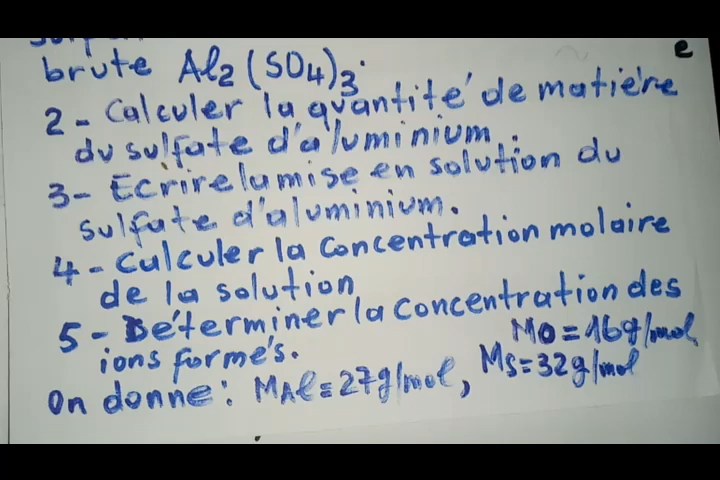 brute Al2(SO4)3.
2 - Calculer la quantité de matière
du sulfate d'aluminium.
3 - Ecrire la mise en solution du
sulfate d'aluminium.
4 - Calculer la concentration molaire
de la solution
5 - Déterminer la concentration des
ions formés.
MO = 16g/mol
On donne : MAl = 27g/mol, MS = 32g/mol
e